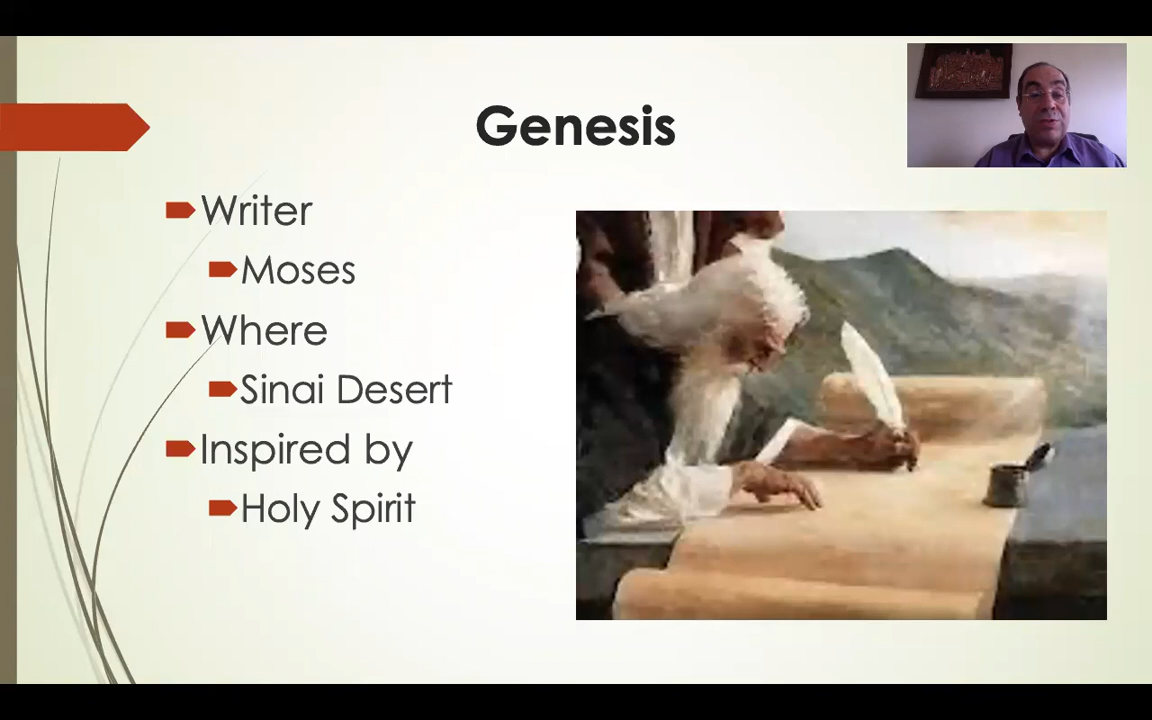 Genesis
Writer
Moses
Where
Sinai Desert
Inspired by
Holy Spirit